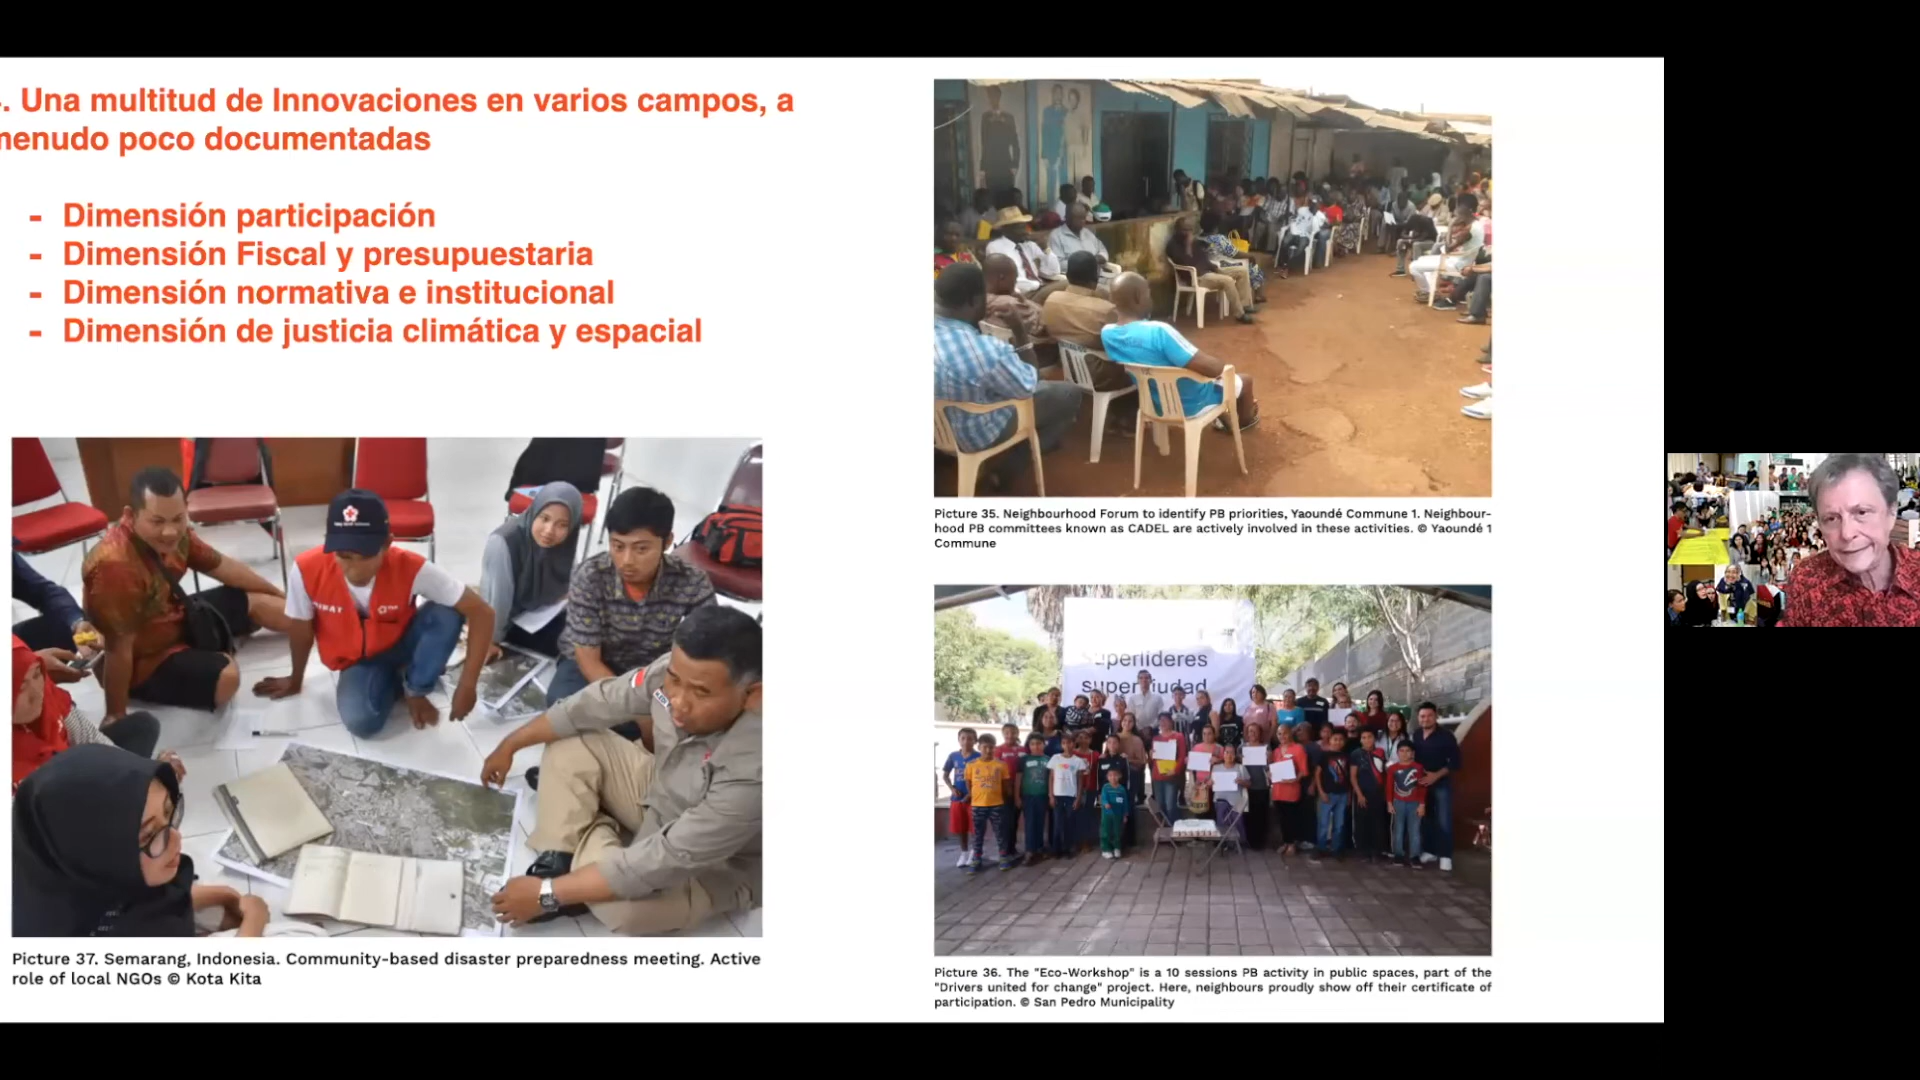 . Una multitud de Innovaciones en varios campos, a
menudo poco documentadas
- Dimensión participación
- Dimensión Fiscal y presupuestaria
- Dimensión normativa e institucional
- Dimensión de justicia climática y espacial
Picture 35. Neighbourhood Forum to identify PB priorities, Yaoundé Commune 1. Neighbour-
hood PB committees known as CADEL are actively involved in these activities. © Yaoundé 1
Commune
superlideres
superciudad
Picture 37. Semarang, Indonesia. Community-based disaster preparedness meeting. Active
role of local NGOs © Kota Kita
Picture 36. The "Eco-Workshop" is a 10 sessions PB activity in public spaces, part of the
"Drivers united for change" project. Here, neighbours proudly show off their certificate of
participation. © San Pedro Municipality